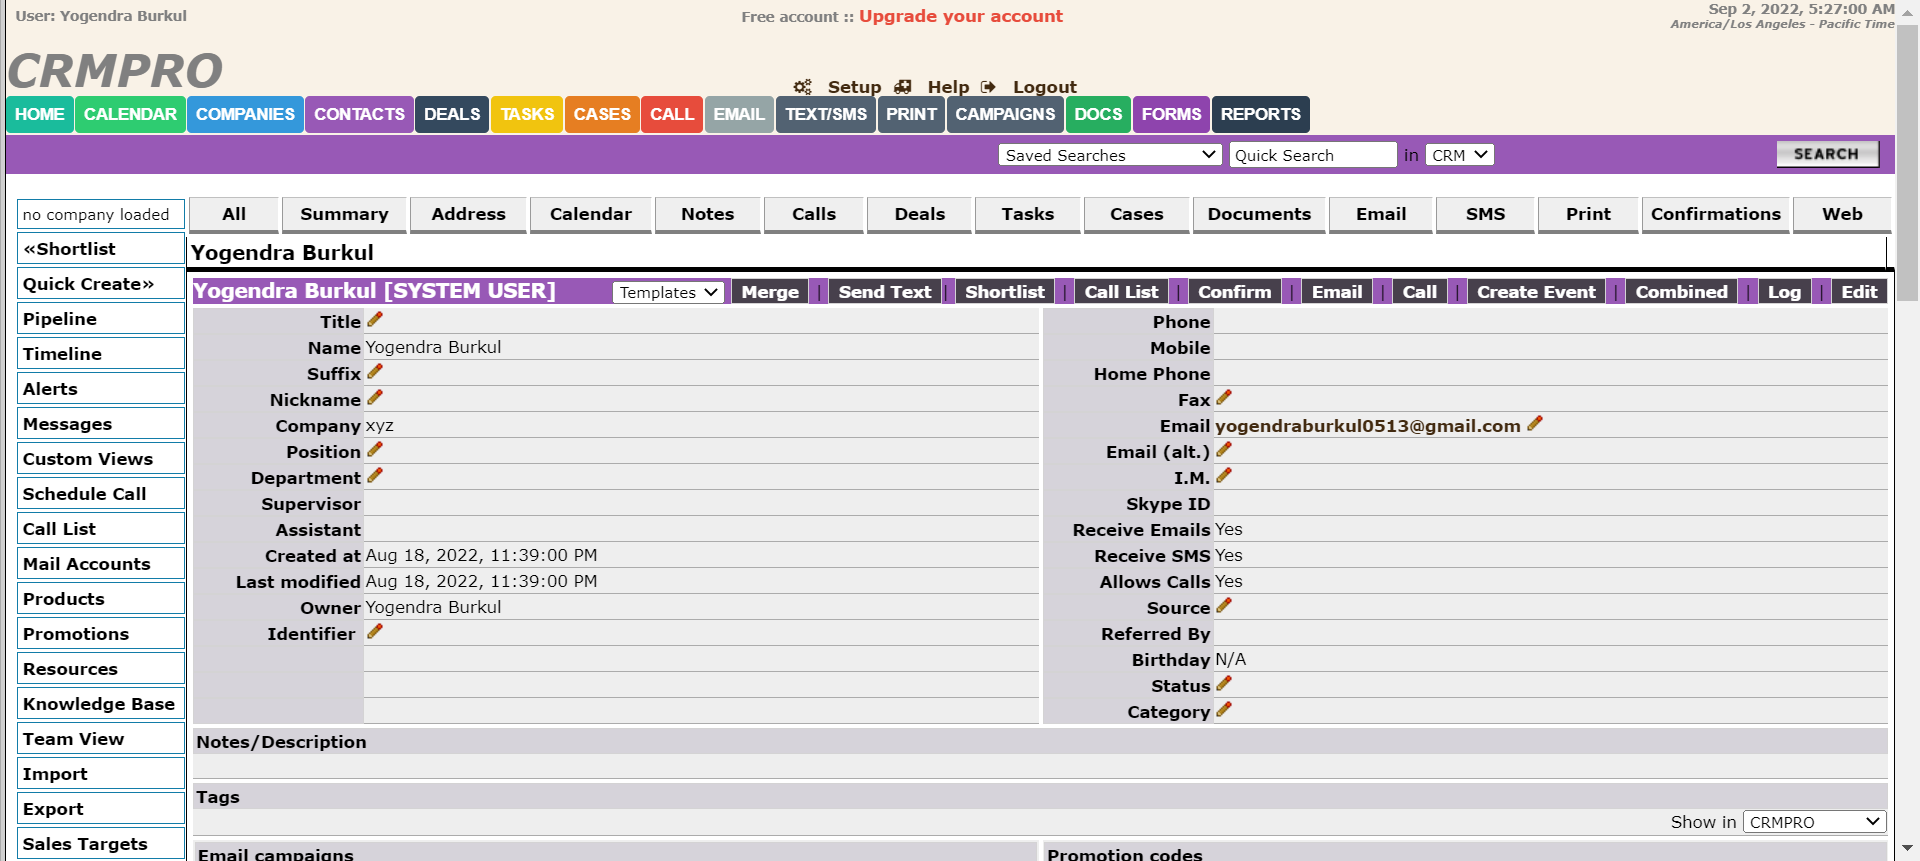 User: Yogendra Burkul
Free account :: Upgrade your account
Sep 2, 2022, 5:27:00 AM
America/Los Angeles - Pacific Time
CRMPRO
Setup Help Logout
HOME CALENDAR COMPANIES CONTACTS DEALS TASKS CASES CALL EMAIL TEXT/SMS PRINT CAMPAIGNS DOCS FORMS REPORTS
Saved Searches Quick Search in CRM SEARCH
no company loaded
«Shortlist
Quick Create»
Pipeline
Timeline
Alerts
Messages
Custom Views
Schedule Call
Call List
Mail Accounts
Products
Promotions
Resources
Knowledge Base
Team View
Import
Export
Sales Targets
All Summary Address Calendar Notes Calls Deals Tasks Cases Documents Email SMS Print Confirmations Web
Yogendra Burkul
Yogendra Burkul [SYSTEM USER] Templates Merge | Send Text | Shortlist | Call List | Confirm | Email | Call | Create Event | Combined | Log | Edit
Title
Name Yogendra Burkul
Suffix
Nickname
Company xyz
Position
Department
Supervisor
Assistant
Created at Aug 18, 2022, 11:39:00 PM
Last modified Aug 18, 2022, 11:39:00 PM
Owner Yogendra Burkul
Identifier
Phone
Mobile
Home Phone
Fax
Email yogendraburkul0513@gmail.com
Email (alt.)
I.M.
Skype ID
Receive Emails Yes
Receive SMS Yes
Allows Calls Yes
Source
Referred By
Birthday N/A
Status
Category
Notes/Description
Tags
Show in CRMPRO
Email campaigns
Promotion codes